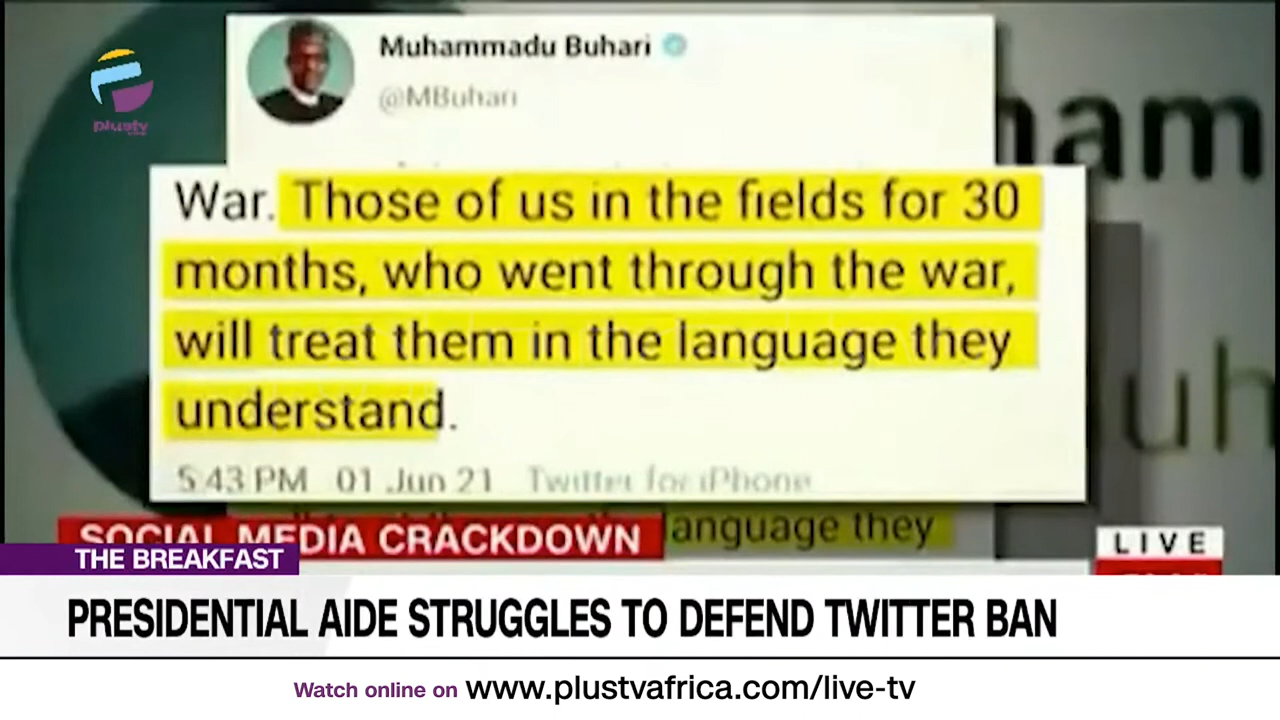 plustv
Muhammadu Buhari
@MBuhari
War. Those of us in the fields for 30
months, who went through the war,
will treat them in the language they
understand.
5:43 PM 01 Jun 21 Twitter for iPhone
language they
SOCIAL MEDIA CRACKDOWN
LIVE
THE BREAKFAST
PRESIDENTIAL AIDE STRUGGLES TO DEFEND TWITTER BAN
Watch online on www.plustvafrica.com/live-tv